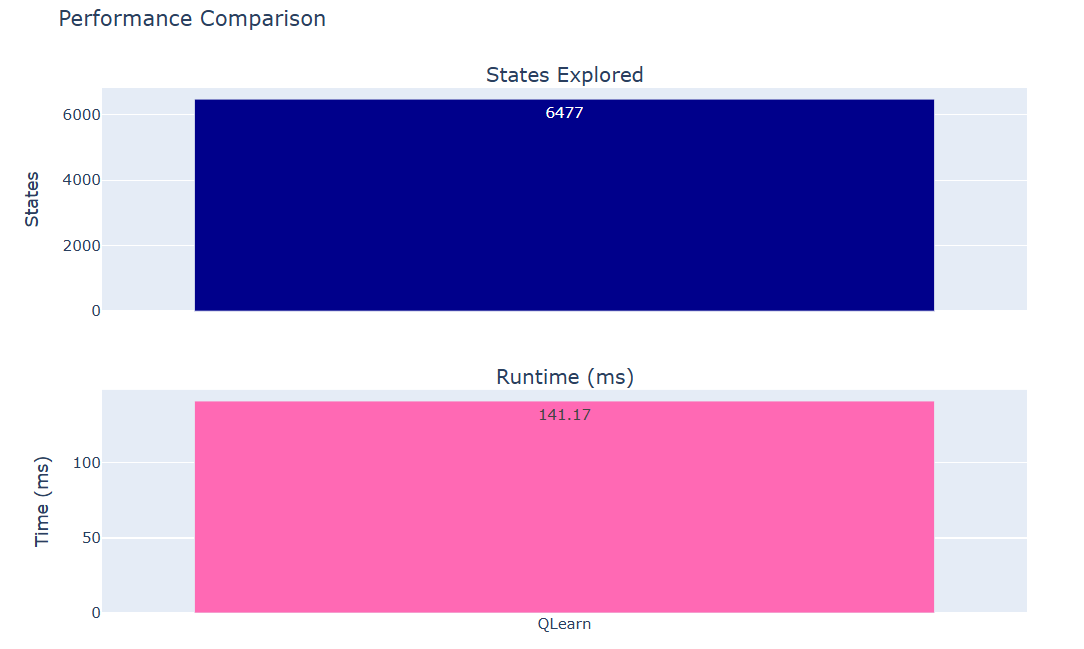 Performance Comparison
States Explored
6000
4000
2000
0
States
6477
Runtime (ms)
100
50
0
Time (ms)
141.17
QLearn